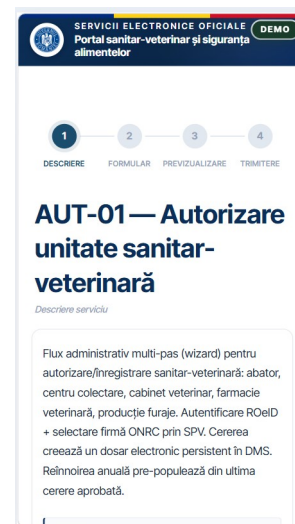 SERVICII ELECTRONICE OFICIALE
Portal sanitar-veterinar și siguranța
alimentelor
DEMO
1
2
3
4
DESCRIERE
FORMULAR
PREVIZUALIZARE
TRIMITERE
AUT-01 — Autorizare
unitate sanitar-
veterinară
Descriere serviciu
Flux administrativ multi-pas (wizard) pentru
autorizare/înregistrare sanitar-veterinară: abator,
centru colectare, cabinet veterinar, farmacie
veterinară, producție furaje. Autentificare ROeID
+ selectare firmă ONRC prin SPV. Cererea
creează un dosar electronic persistent în DMS.
Reînnoirea anuală pre-populează din ultima
cerere aprobată.